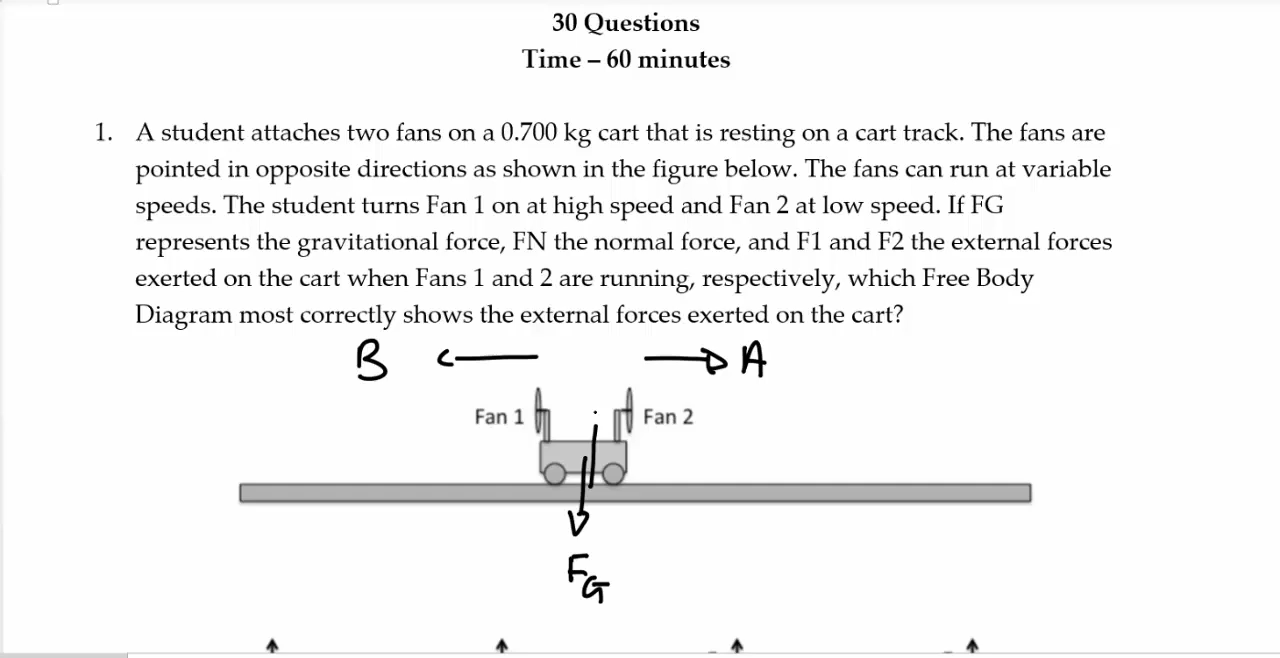 30 Questions
Time – 60 minutes
1. A student attaches two fans on a 0.700 kg cart that is resting on a cart track. The fans are
pointed in opposite directions as shown in the figure below. The fans can run at variable
speeds. The student turns Fan 1 on at high speed and Fan 2 at low speed. If FG
represents the gravitational force, FN the normal force, and F1 and F2 the external forces
exerted on the cart when Fans 1 and 2 are running, respectively, which Free Body
Diagram most correctly shows the external forces exerted on the cart?
B A
Fan 1 Fan 2
FG